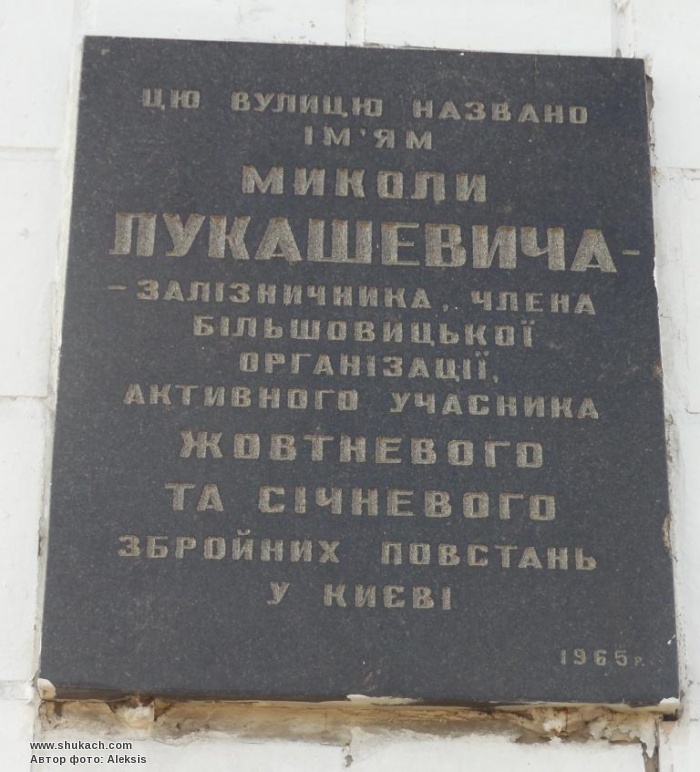 ЦЮ ВУЛИЦЮ НАЗВАНО
ІМ'ЯМ
МИКОЛИ
ЛУКАШЕВИЧА-
-ЗАЛІЗНИЧНИКА, ЧЛЕНА
БІЛЬШОВИЦЬКОЇ
ОРГАНІЗАЦІЇ,
АКТИВНОГО УЧАСНИКА
ЖОВТНЕВОГО
ТА СІЧНЕВОГО
ЗБРОЙНИХ ПОВСТАНЬ
У КИЄВІ
1965 р.
www.shukach.com
Автор фото: Aleksis